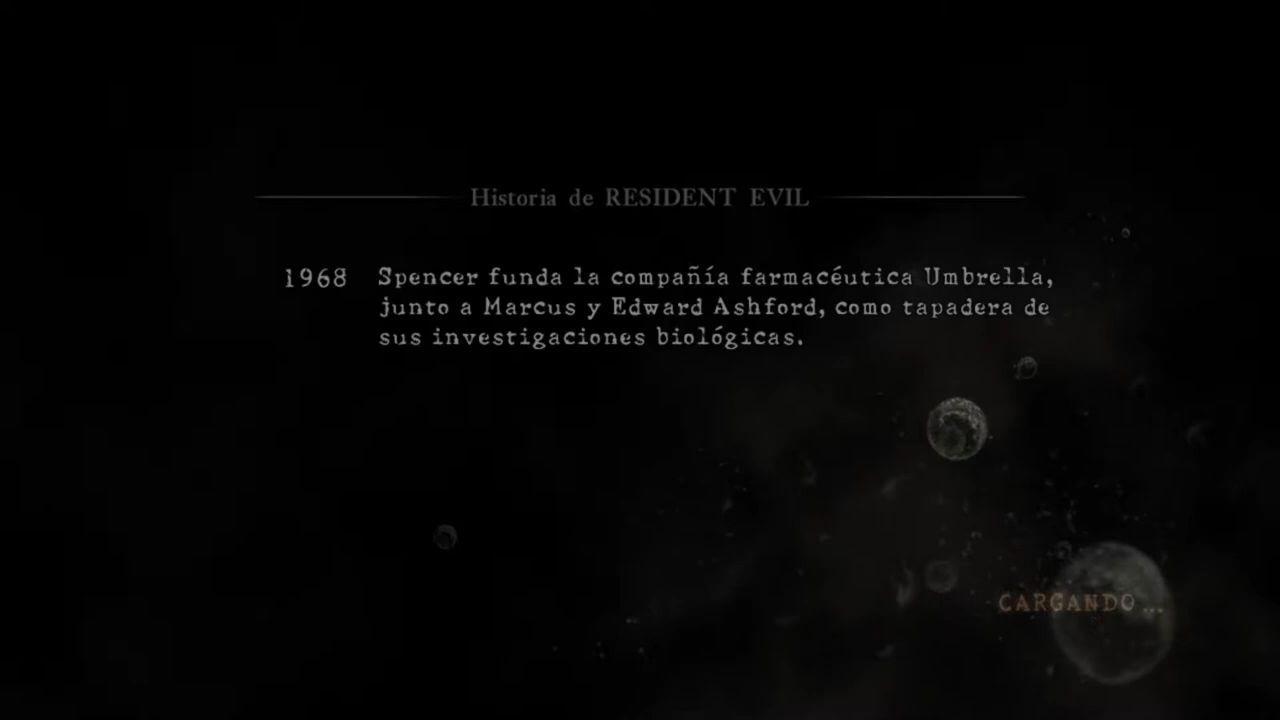 Historia de RESIDENT EVIL
1968 Spencer funda la compañía farmacéutica Umbrella,
junto a Marcus y Edward Ashford, como tapadera de
sus investigaciones biológicas.
CARGANDO...